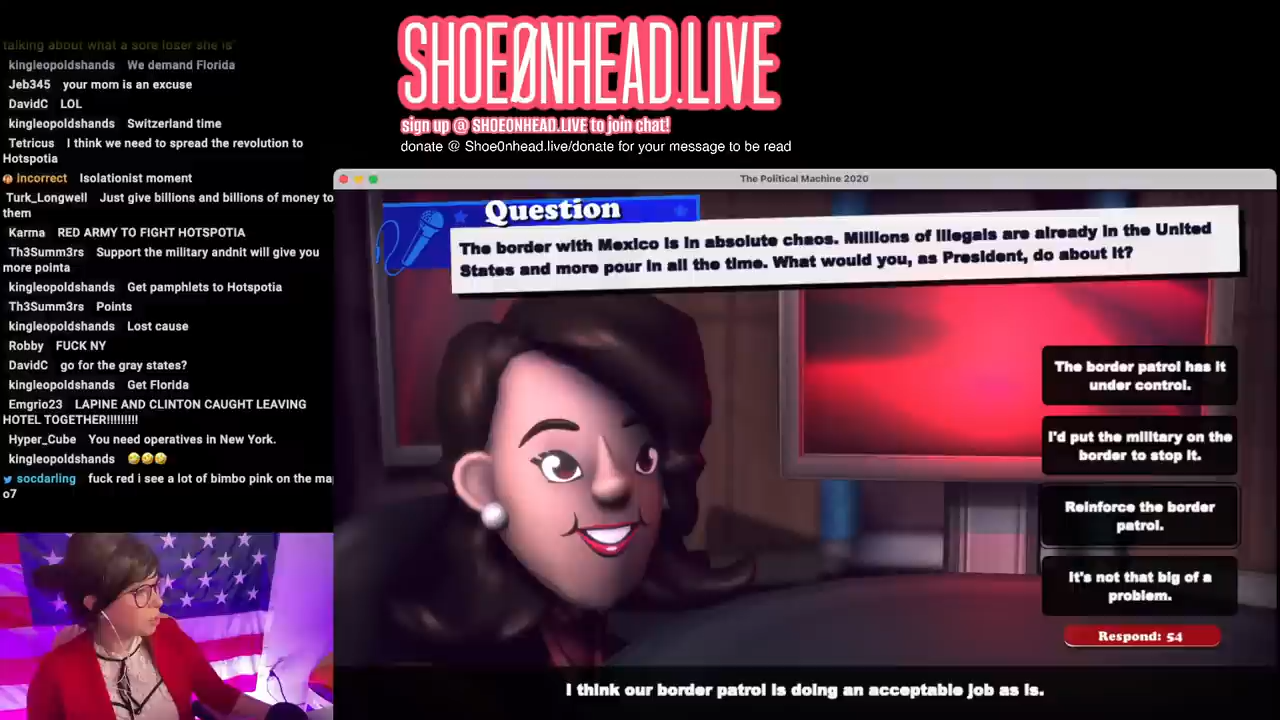 talking about what a sore loser she is"
kingleopoldshands We demand Florida
Jeb345 your mom is an excuse
DavidC LOL
kingleopoldshands Switzerland time
Tetricus I think we need to spread the revolution to
Hotspotia
Incorrect Isolationist moment
Turk_Longwell Just give billions and billions of money to
them
Karma RED ARMY TO FIGHT HOTSPOTIA
Th3Summ3rs Support the military andnit will give you
more pointa
kingleopoldshands Get pamphlets to Hotspotia
Th3Summ3rs Points
kingleopoldshands Lost cause
Robby FUCK NY
DavidC go for the gray states?
kingleopoldshands Get Florida
Emgrio23 LAPINE AND CLINTON CAUGHT LEAVING
HOTEL TOGETHER!!!!!!!!!
Hyper_Cube You need operatives in New York.
kingleopoldshands 🤣🤣🤣
socdarling fuck red i see a lot of bimbo pink on the ma
o7
SHOEØNHEAD.LIVE
sign up @ SHOE0NHEAD.LIVE to join chat!
donate @ Shoe0nhead.live/donate for your message to be read
The Political Machine 2020
Question
The border with Mexico is in absolute chaos. Millions of illegals are already in the United
States and more pour in all the time. What would you, as President, do about it?
The border patrol has it
under control.
I'd put the military on the
border to stop it.
Reinforce the border
patrol.
It's not that big of a
problem.
Respond: 54
I think our border patrol is doing an acceptable job as is.